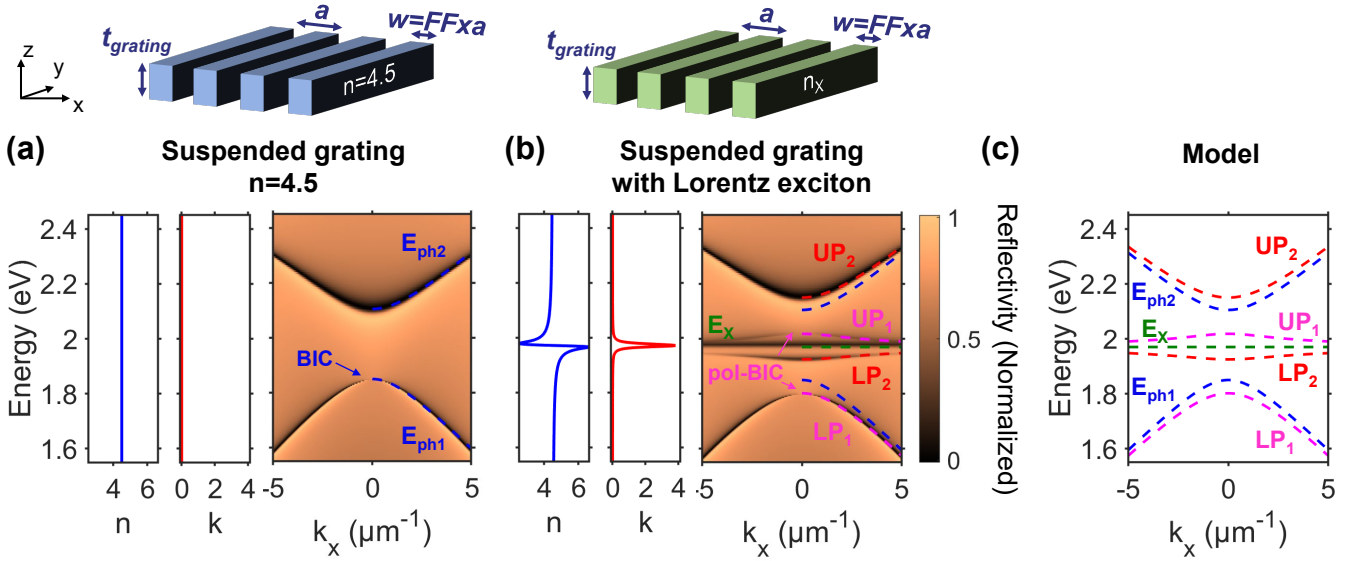 a
w=FFxa
t_grating
n=4.5
z
y
x
a
w=FFxa
t_grating
n_X
(a)
Suspended grating
n=4.5
(b)
Suspended grating
with Lorentz exciton
(c)
Model
Energy (eV)
2.4
2.2
2
1.8
1.6
4 6
n
0 2 4
k
E_ph2
BIC
E_ph1
-5 0 5
k_x (µm⁻¹)
4 6
n
0 2 4
k
UP_2
E_X
UP_1
pol-BIC
LP_2
LP_1
-5 0 5
k_x (µm⁻¹)
1
0.5
0
Reflectivity (Normalized)
Energy (eV)
2.4
2.2
2
1.8
1.6
UP_2
E_ph2
UP_1
E_X
LP_2
E_ph1
LP_1
-5 0 5
k_x (µm⁻¹)